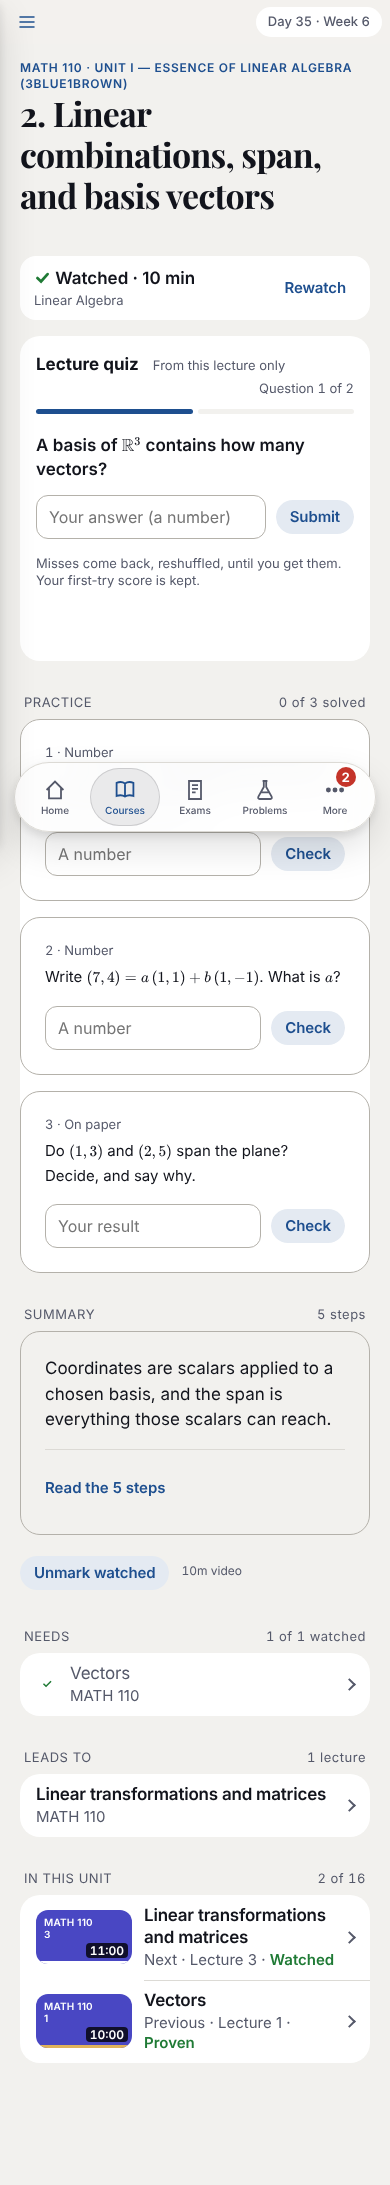 Day 35 · Week 6
MATH 110 · UNIT I — ESSENCE OF LINEAR ALGEBRA
(3BLUE1BROWN)
2. Linear
combinations, span,
and basis vectors
Watched · 10 min
Linear Algebra
Rewatch
Lecture quiz From this lecture only
Question 1 of 2
A basis of ℝ³ contains how many
vectors?
Your answer (a number)
Submit
Misses come back, reshuffled, until you get them.
Your first-try score is kept.
PRACTICE 0 of 3 solved
1 · Number
2
Home Courses Exams Problems More
A number
Check
2 · Number
Write (7, 4) = a (1, 1) + b (1, −1). What is a?
A number
Check
3 · On paper
Do (1, 3) and (2, 5) span the plane?
Decide, and say why.
Your result
Check
SUMMARY 5 steps
Coordinates are scalars applied to a
chosen basis, and the span is
everything those scalars can reach.
Read the 5 steps
Unmark watched 10m video
NEEDS 1 of 1 watched
Vectors
MATH 110
LEADS TO 1 lecture
Linear transformations and matrices
MATH 110
IN THIS UNIT 2 of 16
MATH 110
3
11:00
Linear transformations
and matrices
Next · Lecture 3 · Watched
MATH 110
1
10:00
Vectors
Previous · Lecture 1 ·
Proven